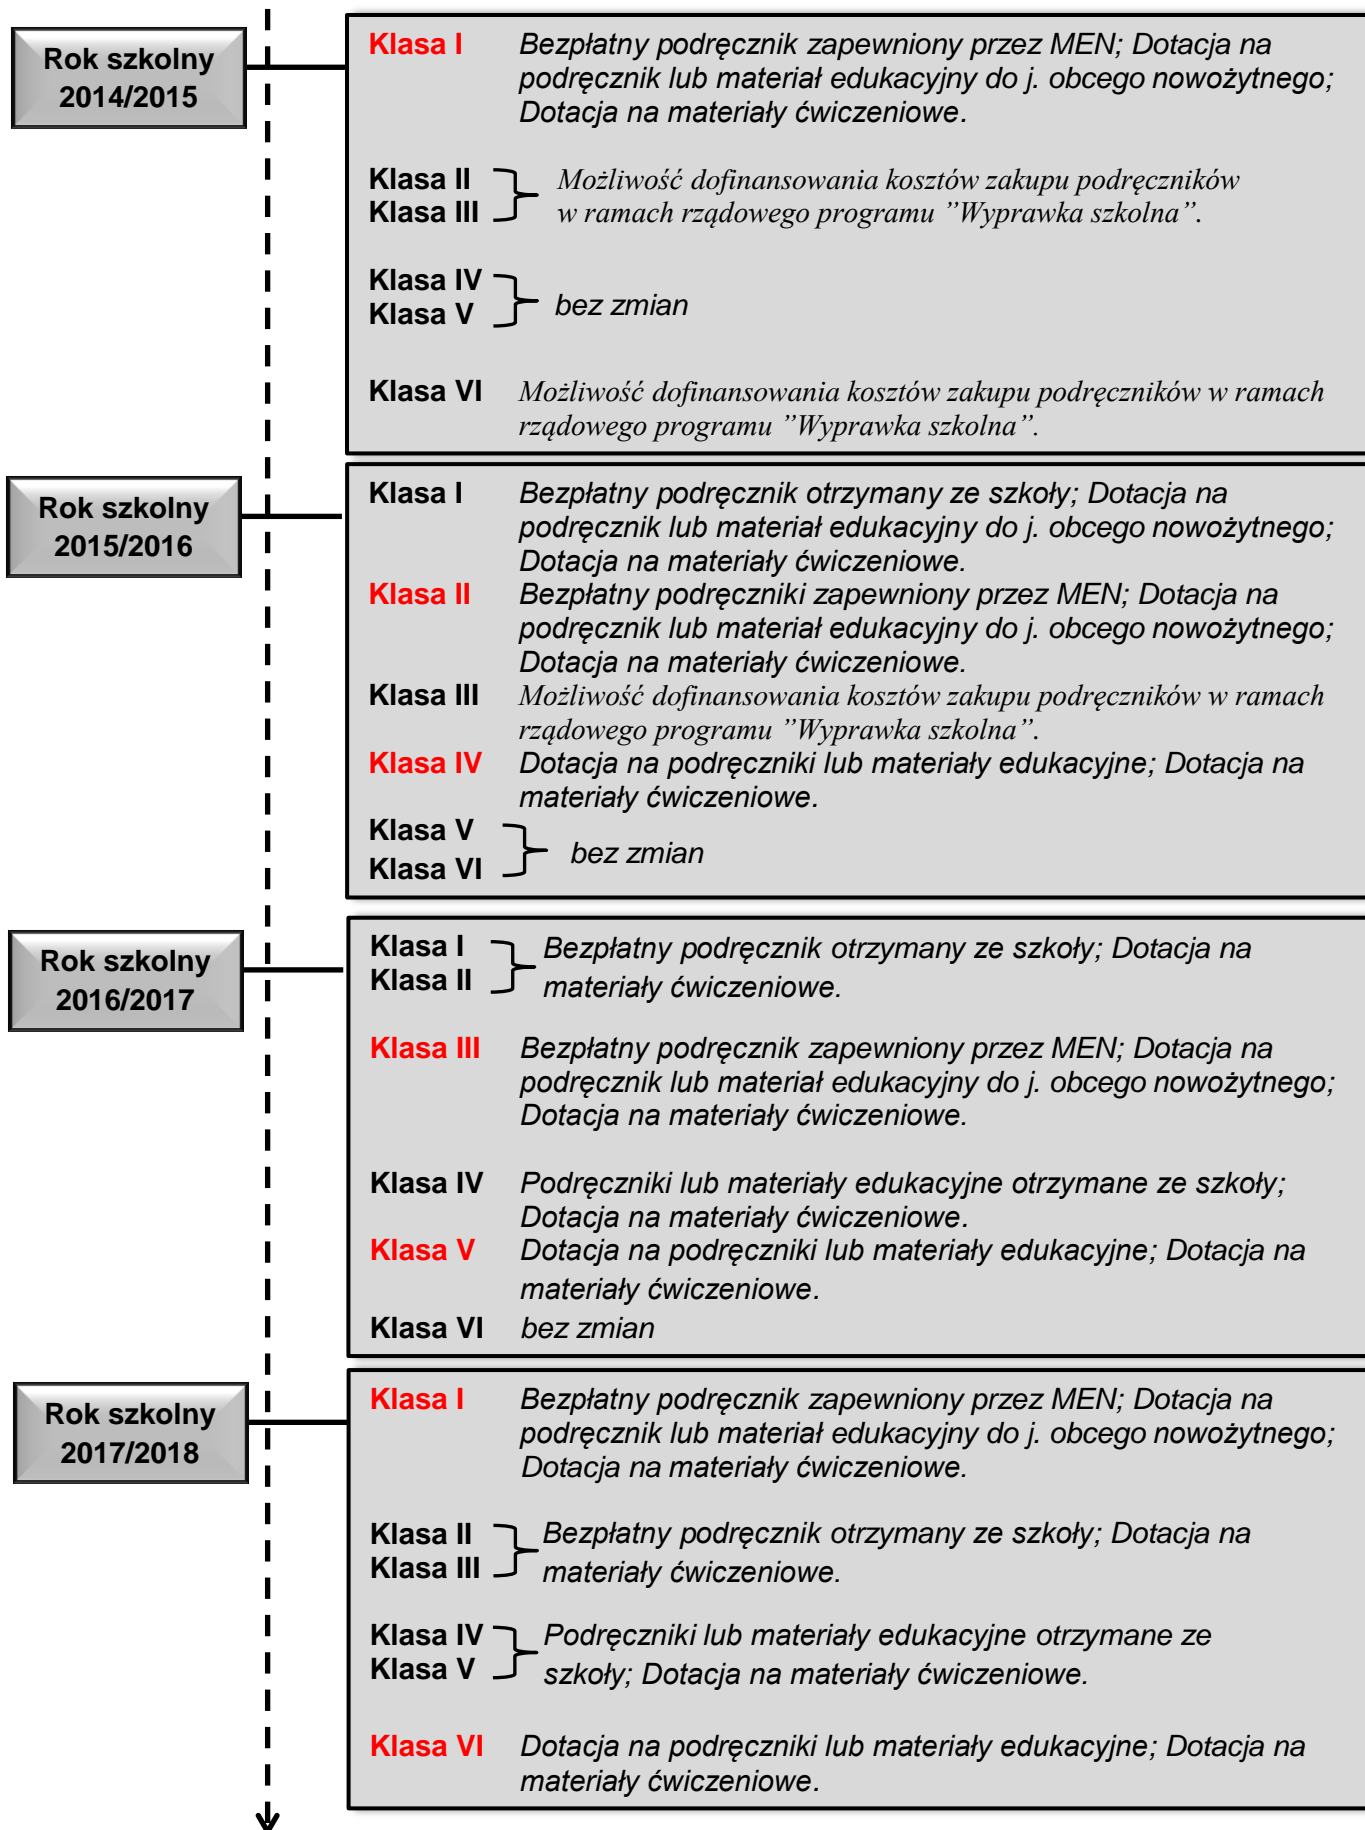 Rok szkolny
2014/2015
Klasa I Bezpłatny podręcznik zapewniony przez MEN; Dotacja na
podręcznik lub materiał edukacyjny do j. obcego nowożytnego;
Dotacja na materiały ćwiczeniowe.
Klasa II
Klasa III
Możliwość dofinansowania kosztów zakupu podręczników
w ramach rządowego programu ”Wyprawka szkolna”.
Klasa IV
Klasa V
bez zmian
Klasa VI Możliwość dofinansowania kosztów zakupu podręczników w ramach
rządowego programu ”Wyprawka szkolna”.
Rok szkolny
2015/2016
Klasa I Bezpłatny podręcznik otrzymany ze szkoły; Dotacja na
podręcznik lub materiał edukacyjny do j. obcego nowożytnego;
Dotacja na materiały ćwiczeniowe.
Klasa II Bezpłatny podręczniki zapewniony przez MEN; Dotacja na
podręcznik lub materiał edukacyjny do j. obcego nowożytnego;
Dotacja na materiały ćwiczeniowe.
Klasa III Możliwość dofinansowania kosztów zakupu podręczników w ramach
rządowego programu ”Wyprawka szkolna”.
Klasa IV Dotacja na podręczniki lub materiały edukacyjne; Dotacja na
materiały ćwiczeniowe.
Klasa V
Klasa VI
bez zmian
Rok szkolny
2016/2017
Klasa I
Klasa II
Bezpłatny podręcznik otrzymany ze szkoły; Dotacja na
materiały ćwiczeniowe.
Klasa III Bezpłatny podręcznik zapewniony przez MEN; Dotacja na
podręcznik lub materiał edukacyjny do j. obcego nowożytnego;
Dotacja na materiały ćwiczeniowe.
Klasa IV Podręczniki lub materiały edukacyjne otrzymane ze szkoły;
Dotacja na materiały ćwiczeniowe.
Klasa V Dotacja na podręczniki lub materiały edukacyjne; Dotacja na
materiały ćwiczeniowe.
Klasa VI bez zmian
Rok szkolny
2017/2018
Klasa I Bezpłatny podręcznik zapewniony przez MEN; Dotacja na
podręcznik lub materiał edukacyjny do j. obcego nowożytnego;
Dotacja na materiały ćwiczeniowe.
Klasa II
Klasa III
Bezpłatny podręcznik otrzymany ze szkoły; Dotacja na
materiały ćwiczeniowe.
Klasa IV
Klasa V
Podręczniki lub materiały edukacyjne otrzymane ze
szkoły; Dotacja na materiały ćwiczeniowe.
Klasa VI Dotacja na podręczniki lub materiały edukacyjne; Dotacja na
materiały ćwiczeniowe.